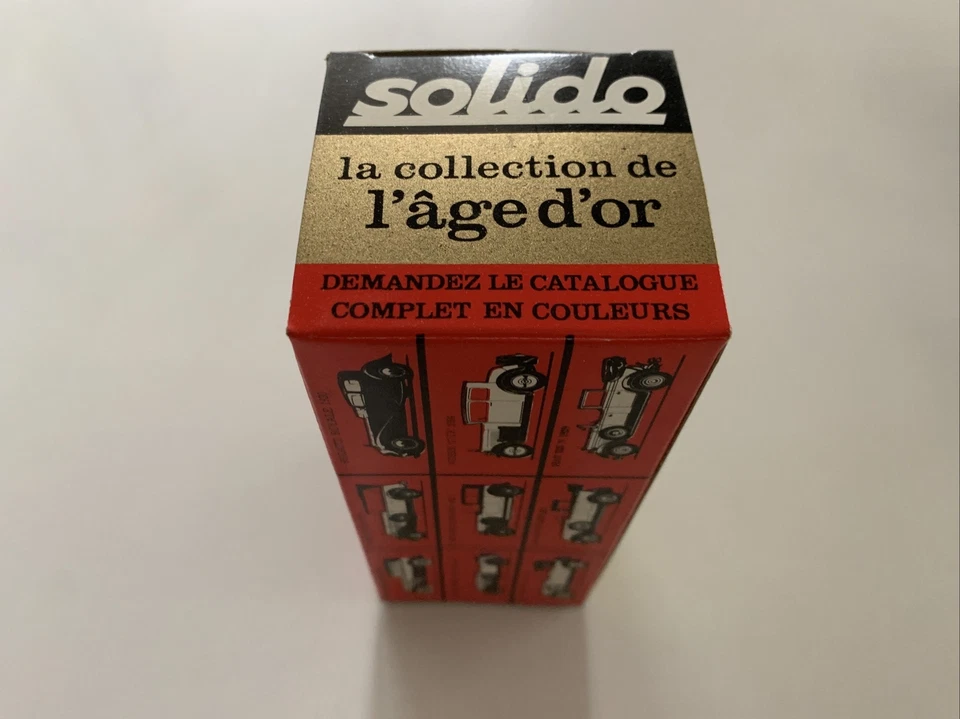 solido
la collection de
l'âge d'or
DEMANDEZ LE CATALOGUE
COMPLET EN COULEURS